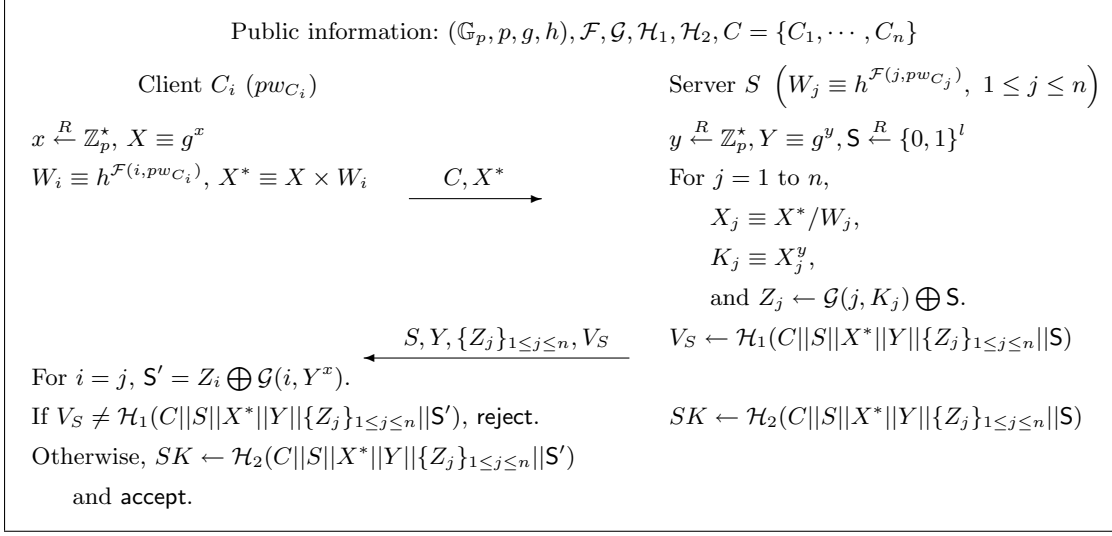 Public information: (𝔾_p, p, g, h), ℱ, 𝒢, ℋ_1, ℋ_2, C = {C_1, ⋯ , C_n}
Client C_i (pw_{C_i})
Server S (W_j ≡ h^{ℱ(j,pw_{C_j})}, 1 ≤ j ≤ n)
x ←^R ℤ_p^⋆, X ≡ g^x
y ←^R ℤ_p^⋆, Y ≡ g^y, S ←^R {0, 1}^l
W_i ≡ h^{ℱ(i,pw_{C_i})}, X^* ≡ X × W_i
C, X^*
For j = 1 to n,
X_j ≡ X^*/W_j,
K_j ≡ X_j^y,
and Z_j ← 𝒢(j, K_j) ⨁ S.
S, Y, {Z_j}_{1≤j≤n}, V_S
V_S ← ℋ_1(C||S||X^*||Y||{Z_j}_{1≤j≤n}||S)
For i = j, S′ = Z_i ⨁ 𝒢(i, Y^x).
If V_S ≠ ℋ_1(C||S||X^*||Y||{Z_j}_{1≤j≤n}||S′), reject.
SK ← ℋ_2(C||S||X^*||Y||{Z_j}_{1≤j≤n}||S)
Otherwise, SK ← ℋ_2(C||S||X^*||Y||{Z_j}_{1≤j≤n}||S′)
and accept.